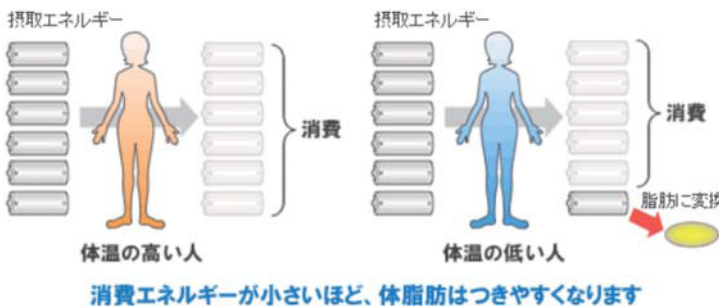 摂取エネルギー
消費
体温の高い人
摂取エネルギー
消費
脂肪に変換
体温の低い人
消費エネルギーが小さいほど、体脂肪はつきやすくなります